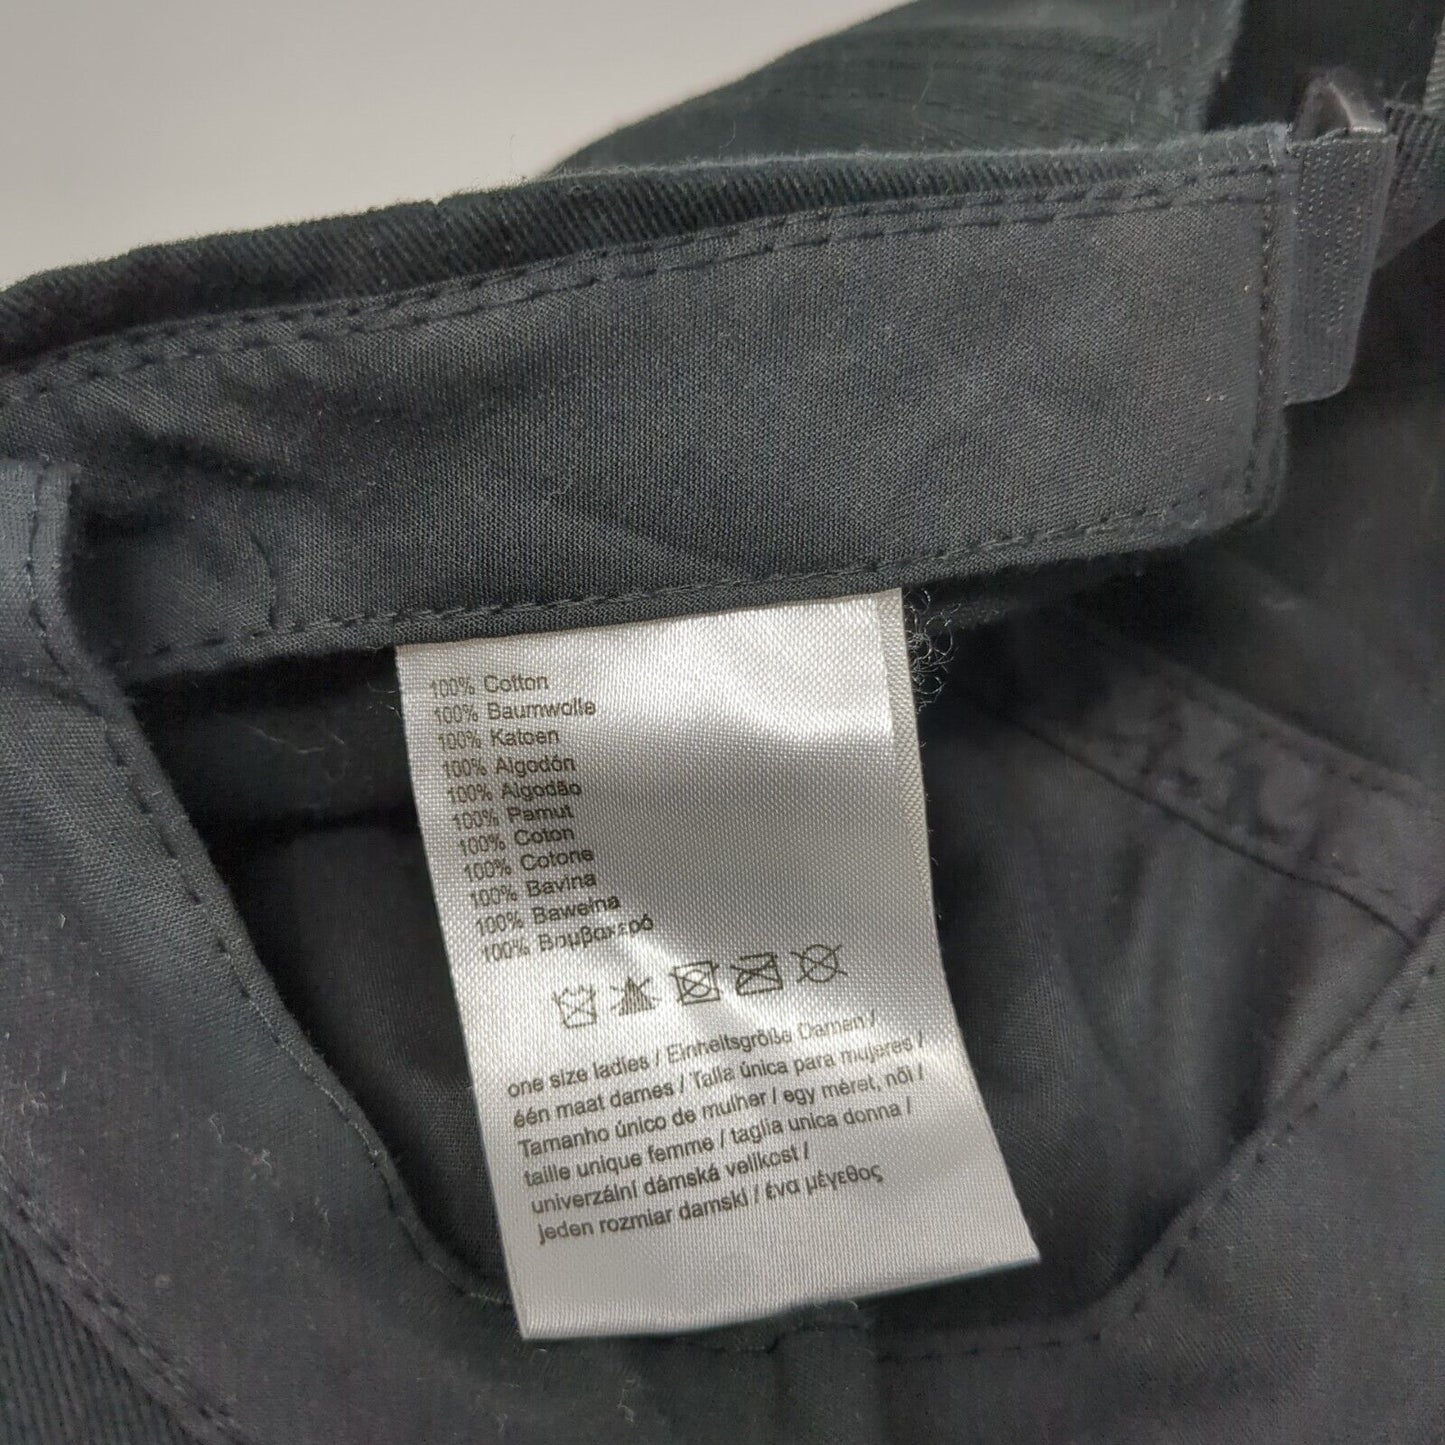 100% Cotton
100% Baumwolle
100% Katoen
100% Algodón
100% Algodão
100% Pamut
100% Coton
100% Cotone
100% Bavlna
100% Bawełna
100% Βαμβακερό
one size ladies / Einheitsgröße Damen /
één maat dames / Talla única para mujeres /
Tamanho único de mulher / egy méret, női /
taille unique femme / taglia unica donna /
univerzální dámská velikost /
jeden rozmiar damski / ένα μέγεθος